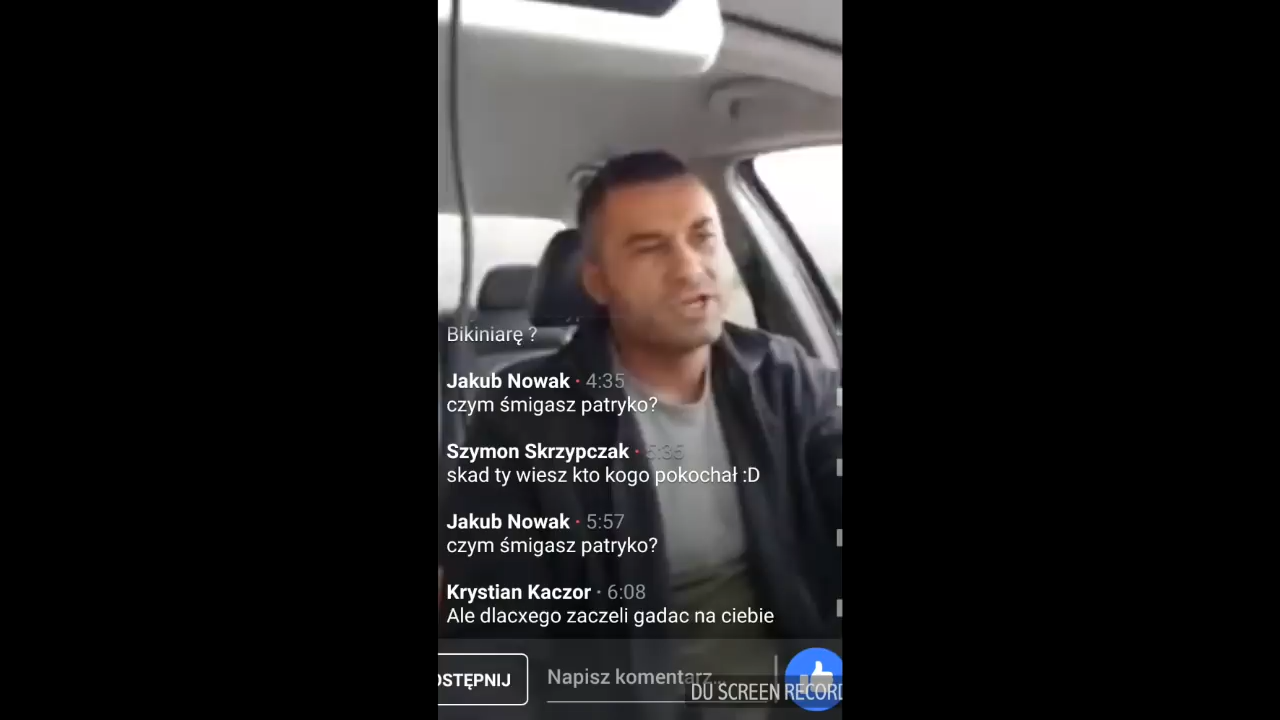 Bikiniarę ?
Jakub Nowak · 4:35
czym śmigasz patryko?
Szymon Skrzypczak · 5:35
skad ty wiesz kto kogo pokochał :D
Jakub Nowak · 5:57
czym śmigasz patryko?
Krystian Kaczor · 6:08
Ale dlacxego zaczeli gadac na ciebie
OSTĘPNIJ
Napisz komentarz...
DU SCREEN RECORD